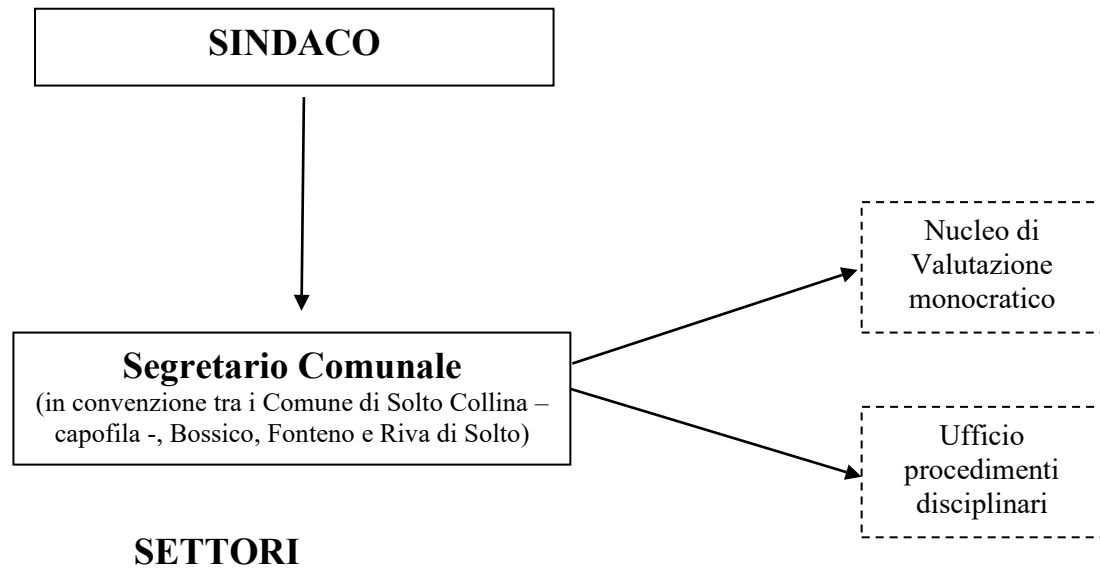 SINDACO
Nucleo di
Valutazione
monocratico
Segretario Comunale
(in convenzione tra i Comune di Solto Collina –
capofila -, Bossico, Fonteno e Riva di Solto)
Ufficio
procedimenti
disciplinari
SETTORI